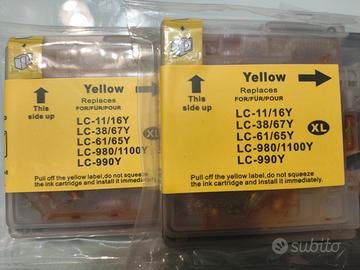 Yellow
Replaces
FOR/FÜR/POUR
This
side up
LC-11/16Y
LC-38/67Y
LC-61/65Y
LC-980/1100Y
LC-990Y
Pull off the yellow label,do not squeeze
the ink cartridge and install it immediately.
Yellow
Replaces
FOR/FÜR/POUR
This
side up
LC-11/16Y
LC-38/67Y
LC-61/65Y
LC-980/1100Y
LC-990Y
XL
Pull off the yellow label,do not squeeze
the ink cartridge and install it immediately.
subito